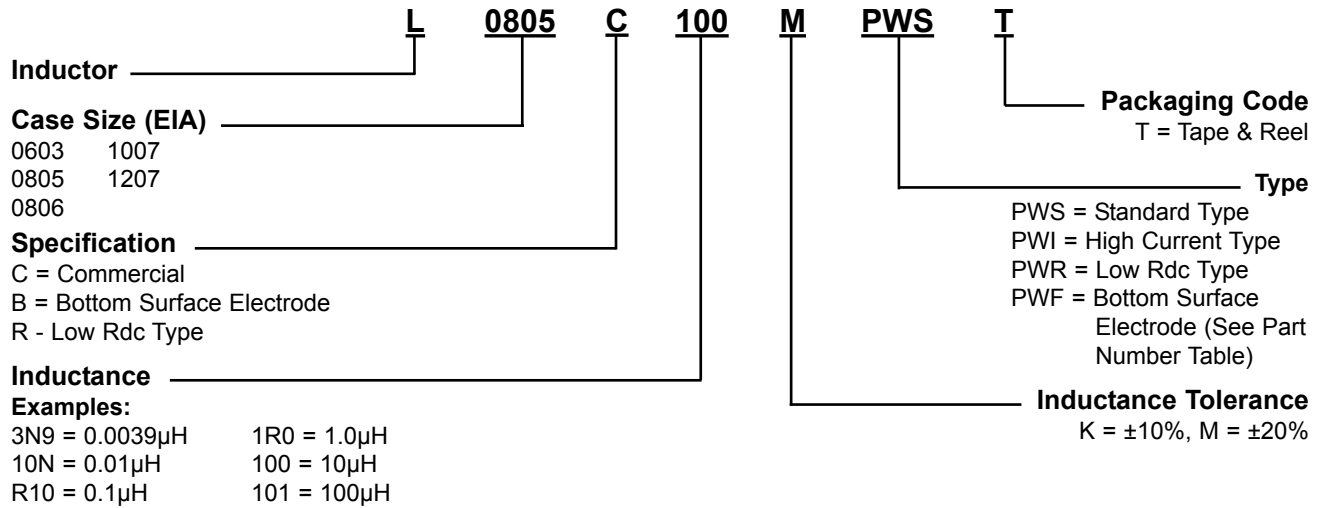 L 0805 C 100 M PWS T
Inductor
Case Size (EIA)
0603 1007
0805 1207
0806
Specification
C = Commercial
B = Bottom Surface Electrode
R - Low Rdc Type
Inductance
Examples:
3N9 = 0.0039µH 1R0 = 1.0µH
10N = 0.01µH 100 = 10µH
R10 = 0.1µH 101 = 100µH
Packaging Code
T = Tape & Reel
Type
PWS = Standard Type
PWI = High Current Type
PWR = Low Rdc Type
PWF = Bottom Surface
Electrode (See Part
Number Table)
Inductance Tolerance
K = ±10%, M = ±20%